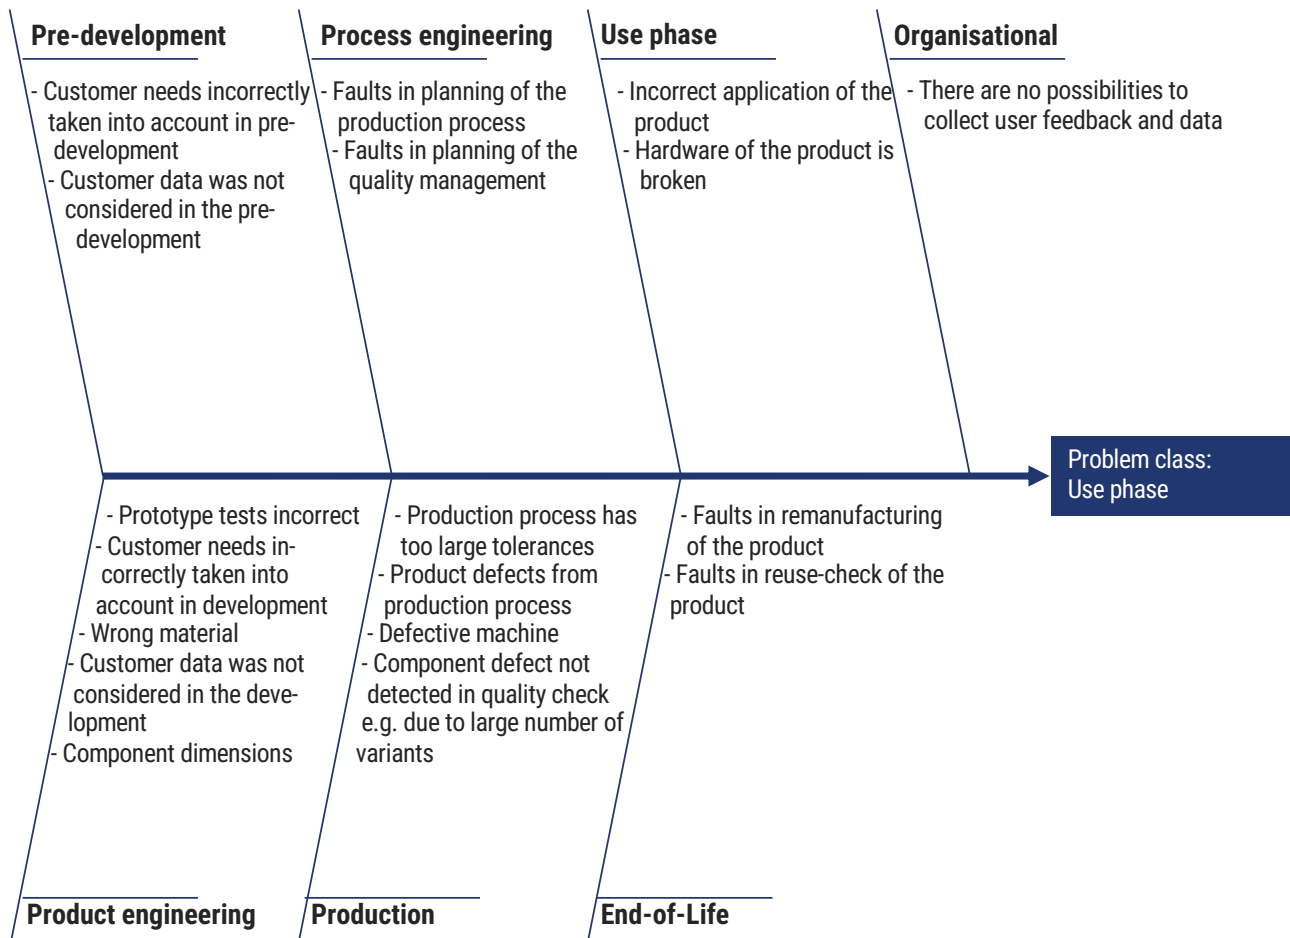 Pre-development
- Customer needs incorrectly
taken into account in pre-
development
- Customer data was not
considered in the pre-
development
Process engineering
- Faults in planning of the
production process
- Faults in planning of the
quality management
Use phase
- Incorrect application of the
product
- Hardware of the product is
broken
Organisational
- There are no possibilities to
collect user feedback and data
Problem class:
Use phase
- Prototype tests incorrect
- Customer needs in-
correctly taken into
account in development
- Wrong material
- Customer data was not
considered in the deve-
lopment
- Component dimensions
Product engineering
- Production process has
too large tolerances
- Product defects from
production process
- Defective machine
- Component defect not
detected in quality check
e.g. due to large number of
variants
Production
- Faults in remanufacturing
of the product
- Faults in reuse-check of the
product
End-of-Life